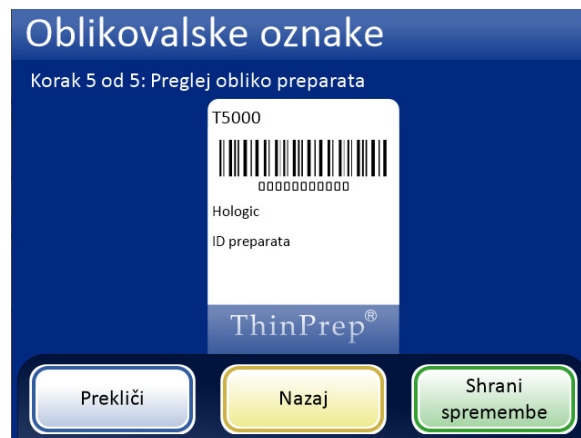 Oblikovalske oznake
Korak 5 od 5: Preglej obliko preparata
T5000
00000000000
Hologic
ID preparata
ThinPrep®
Prekliči
Nazaj
Shrani
spremembe